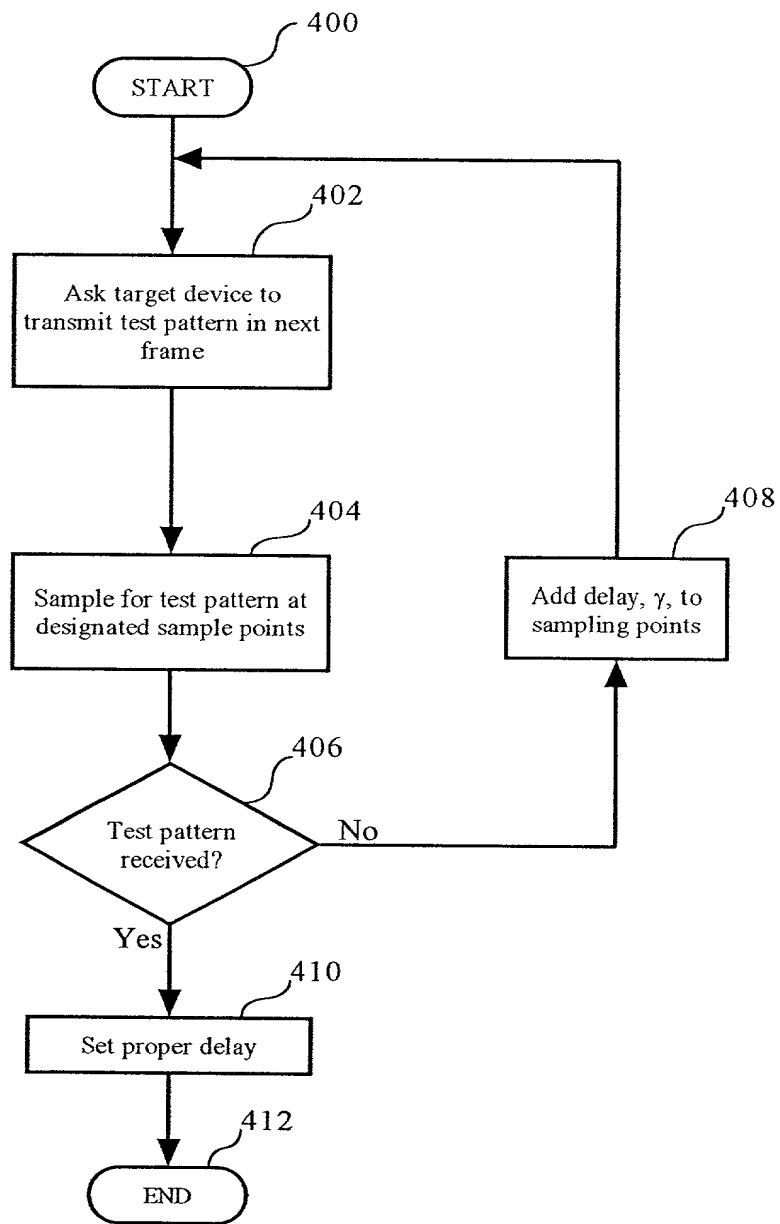 400
START
402
Ask target device to
transmit test pattern in next
frame
404
Sample for test pattern at
designated sample points
408
Add delay, γ, to
sampling points
406
Test pattern
received?
No
Yes
410
Set proper delay
412
END